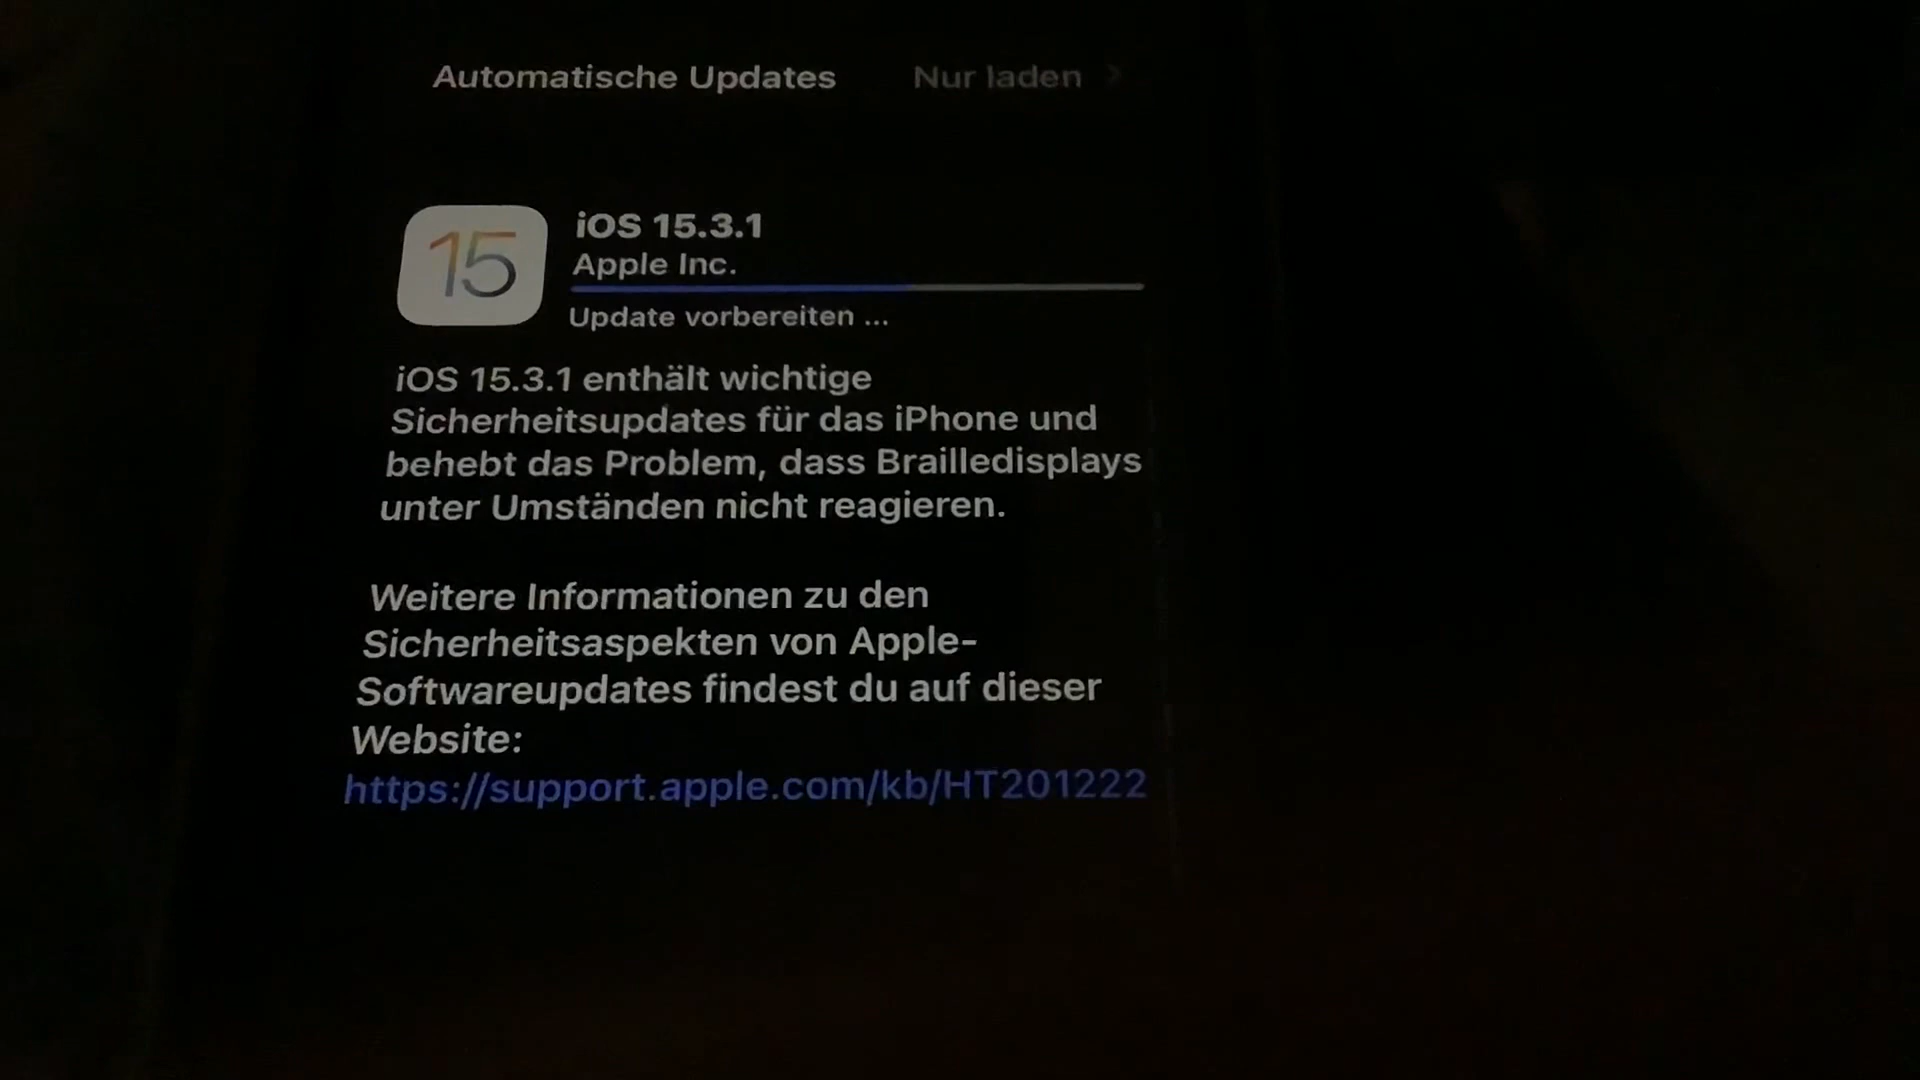 Automatische Updates Nur laden >
15
iOS 15.3.1
Apple Inc.
Update vorbereiten ...
iOS 15.3.1 enthält wichtige
Sicherheitsupdates für das iPhone und
behebt das Problem, dass Brailledisplays
unter Umständen nicht reagieren.
Weitere Informationen zu den
Sicherheitsaspekten von Apple-
Softwareupdates findest du auf dieser
Website:
https://support.apple.com/kb/HT201222